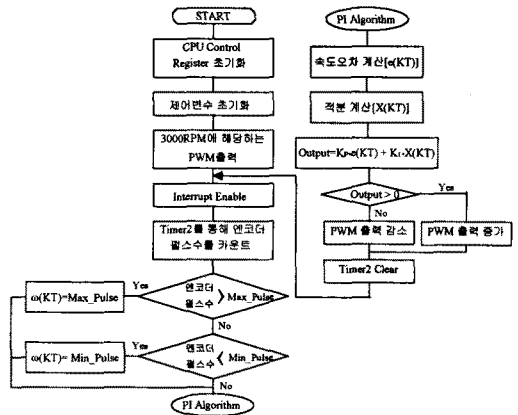 START
CPU Control
Register 초기화
제어변수 초기화
3000RPM에 해당하는
PWM출력
Interrupt Enable
Timer2를 통해 엔코더
펄스수를 카운트
엔코더
펄스수 > Max_Pulse
Yes
ω(KT)=Max_Pulse
No
엔코더
펄스수 < Min_Pulse
Yes
ω(KT)= Min_Pulse
No
PI Algorithm
PI Algorithm
속도오차 계산[e(KT)]
적분 계산[X(KT)]
Output=KP·e(KT) + KI·X(KT)
Output > 0
Yes
No
PWM 출력 감소
PWM 출력 증가
Timer2 Clear